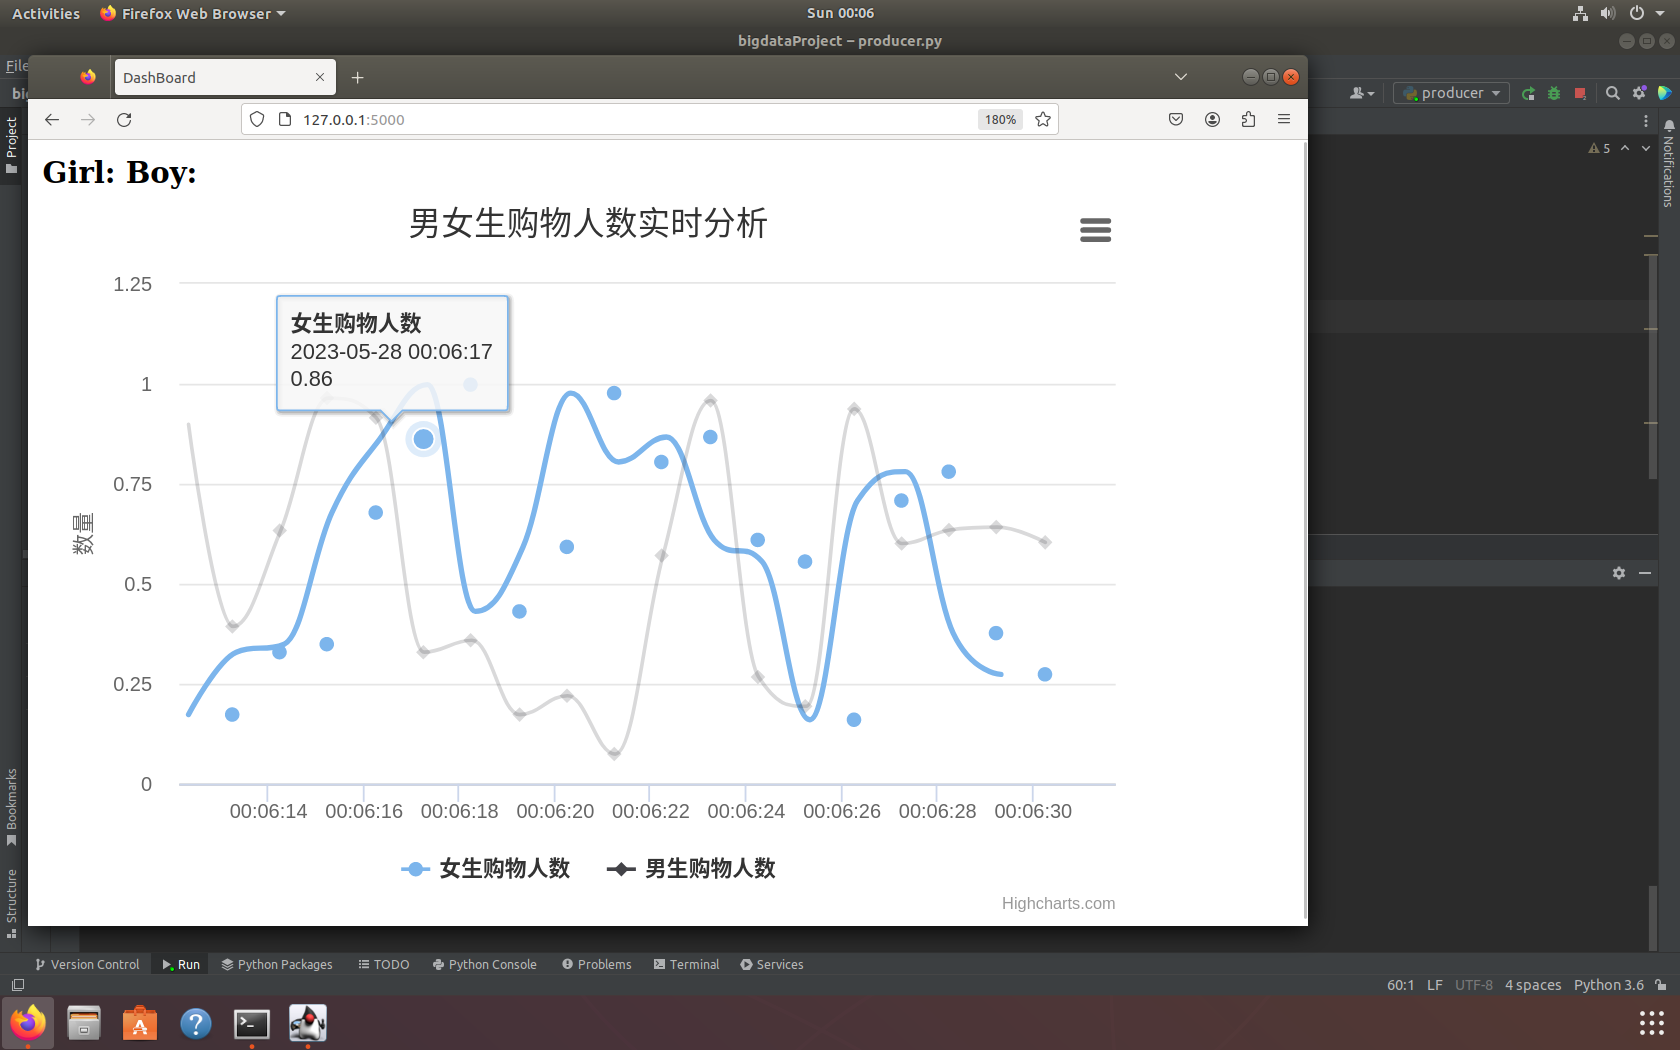 Activities
Firefox Web Browser
Sun 00:06
bigdataProject – producer.py
File
DashBoard
127.0.0.1:5000
180%
producer
5
Project
Notifications
Bookmarks
Structure
Girl: Boy:
男女生购物人数实时分析
1.25
1
0.75
0.5
0.25
0
数量
女生购物人数
2023-05-28 00:06:17
0.86
00:06:14
00:06:16
00:06:18
00:06:20
00:06:22
00:06:24
00:06:26
00:06:28
00:06:30
女生购物人数
男生购物人数
Highcharts.com
Version Control
Run
Python Packages
TODO
Python Console
Problems
Terminal
Services
60:1
LF
UTF-8
4 spaces
Python 3.6